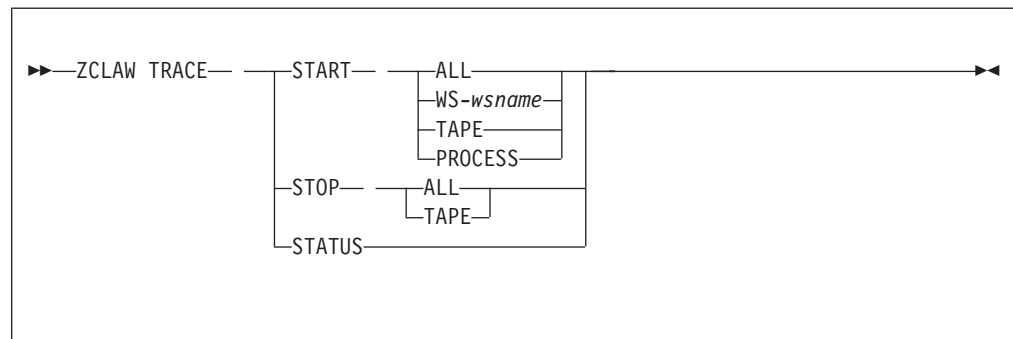 ZCLAW TRACE START ALL
WS-wsname
TAPE
PROCESS
STOP ALL
TAPE
STATUS